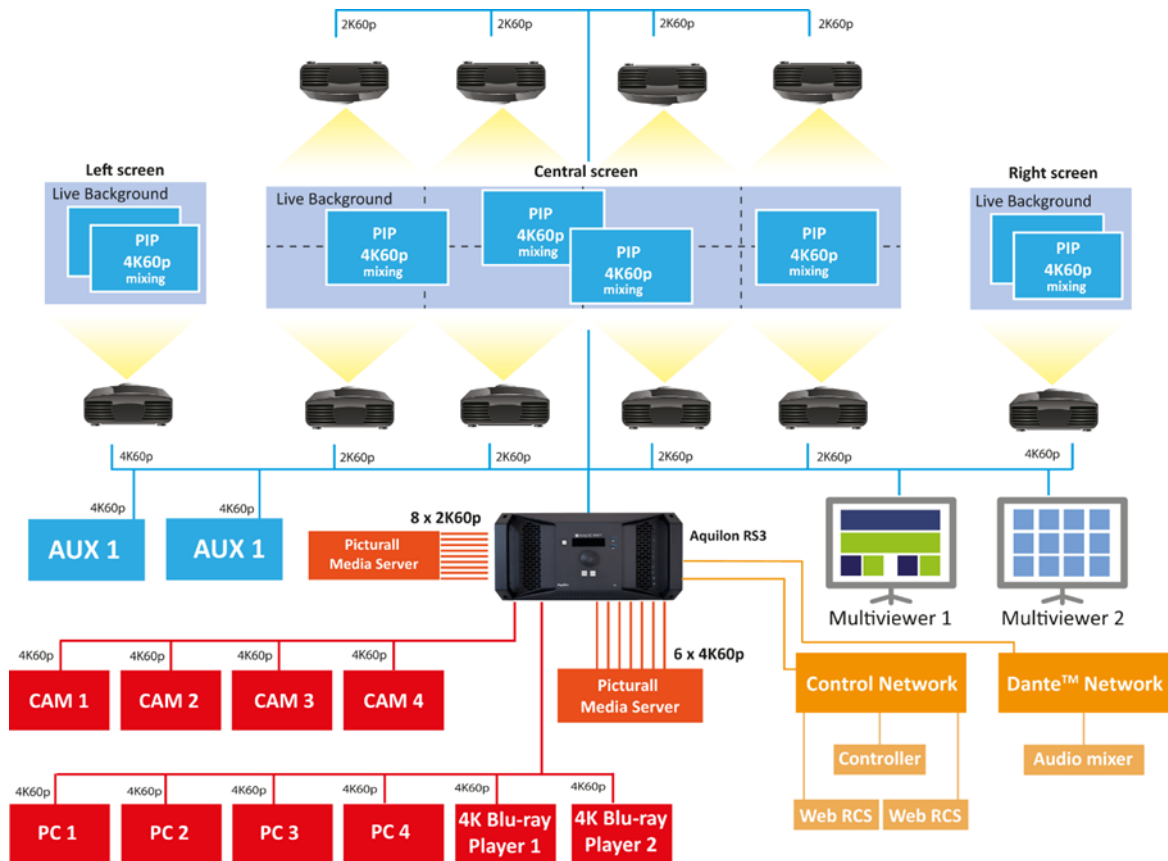 2K60p
2K60p
2K60p
2K60p
Left screen
Central screen
Right screen
Live Background
PIP
4K60p
mixing
Live Background
PIP
4K60p
mixing
PIP
4K60p
mixing
PIP
4K60p
mixing
PIP
4K60p
mixing
Live Background
PIP
4K60p
mixing
4K60p
2K60p
2K60p
2K60p
2K60p
4K60p
4K60p
4K60p
AUX 1
AUX 1
8 x 2K60p
Picturall
Media Server
Aquilon RS3
Multiviewer 1
Multiviewer 2
4K60p
4K60p
4K60p
4K60p
CAM 1
CAM 2
CAM 3
CAM 4
6 x 4K60p
Picturall
Media Server
Control Network
Dante™ Network
Controller
Audio mixer
Web RCS
Web RCS
4K60p
4K60p
4K60p
4K60p
4K60p
4K60p
PC 1
PC 2
PC 3
PC 4
4K Blu-ray
Player 1
4K Blu-ray
Player 2